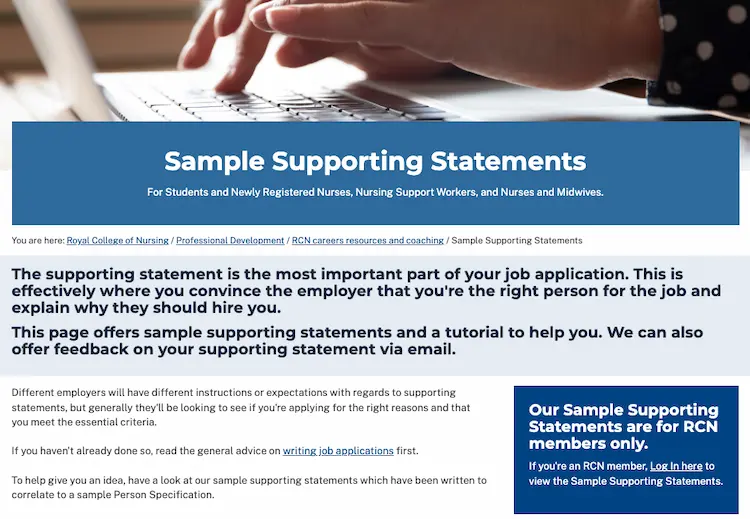 Sample Supporting Statements
For Students and Newly Registered Nurses, Nursing Support Workers, and Nurses and Midwives.
You are here: Royal College of Nursing / Professional Development / RCN careers resources and coaching / Sample Supporting Statements
The supporting statement is the most important part of your job application. This is
effectively where you convince the employer that you're the right person for the job and
explain why they should hire you.
This page offers sample supporting statements and a tutorial to help you. We can also
offer feedback on your supporting statement via email.
Different employers will have different instructions or expectations with regards to supporting
statements, but generally they'll be looking to see if you're applying for the right reasons and that
you meet the essential criteria.
If you haven't already done so, read the general advice on writing job applications first.
To help give you an idea, have a look at our sample supporting statements which have been written to
correlate to a sample Person Specification.
Our Sample Supporting
Statements are for RCN
members only.
If you're an RCN member, Log In here to
view the Sample Supporting Statements.